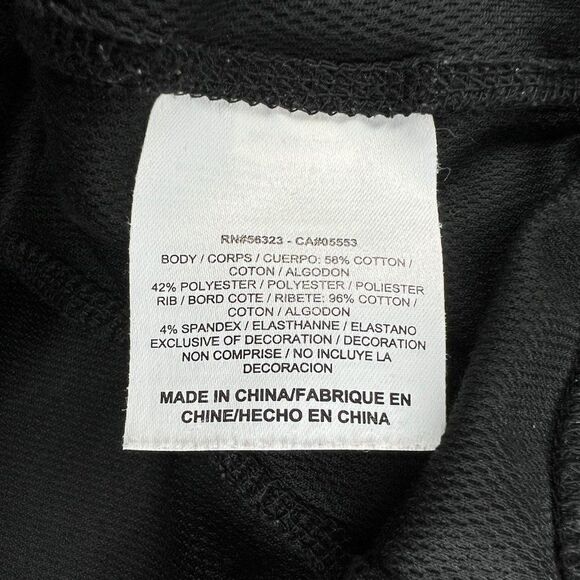 RN#56323 - CA#05553
BODY / CORPS / CUERPO: 58% COTTON /
COTON / ALGODON
42% POLYESTER / POLYESTER / POLIESTER
RIB / BORD COTE / RIBETE: 96% COTTON /
COTON / ALGODON
4% SPANDEX / ELASTHANNE / ELASTANO
EXCLUSIVE OF DECORATION / DECORATION
NON COMPRISE / NO INCLUYE LA
DECORACION
MADE IN CHINA/FABRIQUE EN
CHINE/HECHO EN CHINA